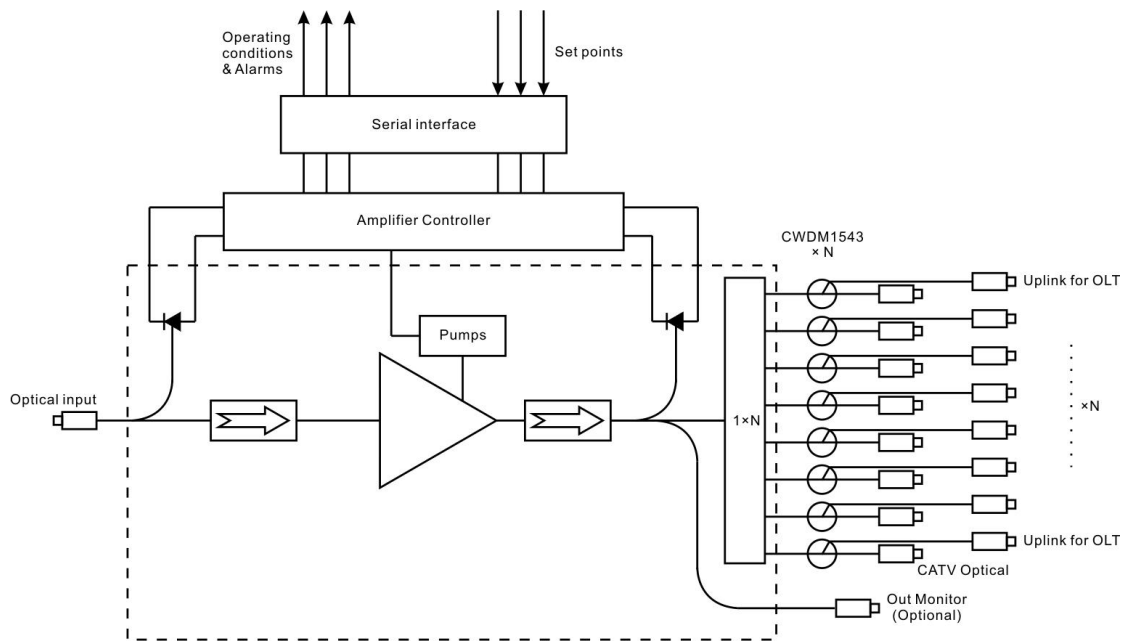 Operating
conditions
& Alarms
Set points
Serial interface
Amplifier Controller
CWDM1543
× N
Uplink for OLT
Pumps
Optical input
1×N
×N
Uplink for OLT
CATV Optical
Out Monitor
(Optional)